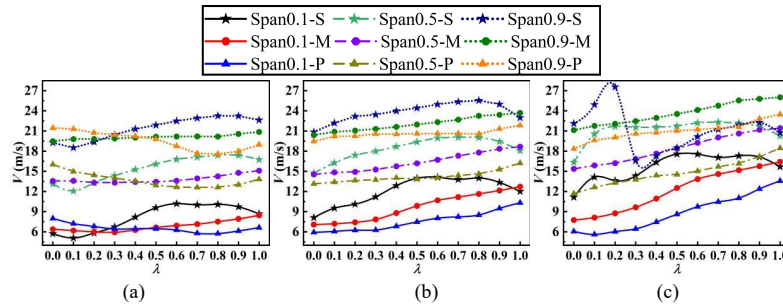 Span0.1-S Span0.5-S Span0.9-S
Span0.1-M Span0.5-M Span0.9-M
Span0.1-P Span0.5-P Span0.9-P
27
24
21
18
15
12
9
6
V (m/s)
0.0 0.1 0.2 0.3 0.4 0.5 0.6 0.7 0.8 0.9 1.0
λ
(a)
27
24
21
18
15
12
9
6
V (m/s)
0.0 0.1 0.2 0.3 0.4 0.5 0.6 0.7 0.8 0.9 1.0
λ
(b)
27
24
21
18
15
12
9
6
V (m/s)
0.0 0.1 0.2 0.3 0.4 0.5 0.6 0.7 0.8 0.9 1.0
λ
(c)